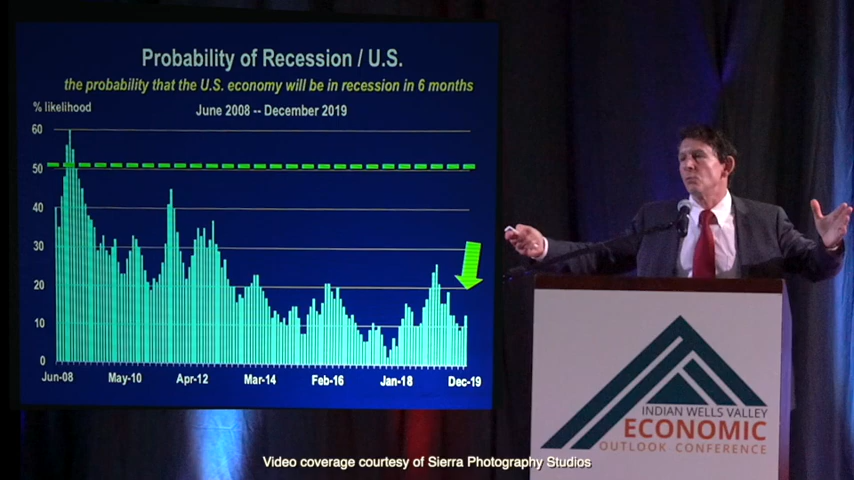 Probability of Recession / U.S.
the probability that the U.S. economy will be in recession in 6 months
% likelihood
June 2008 -- December 2019
60
50
40
30
20
10
0
Jun-08 May-10 Apr-12 Mar-14 Feb-16 Jan-18 Dec-19
INDIAN WELLS VALLEY
ECONOMIC
OUTLOOK CONFERENCE
Video coverage courtesy of Sierra Photography Studios